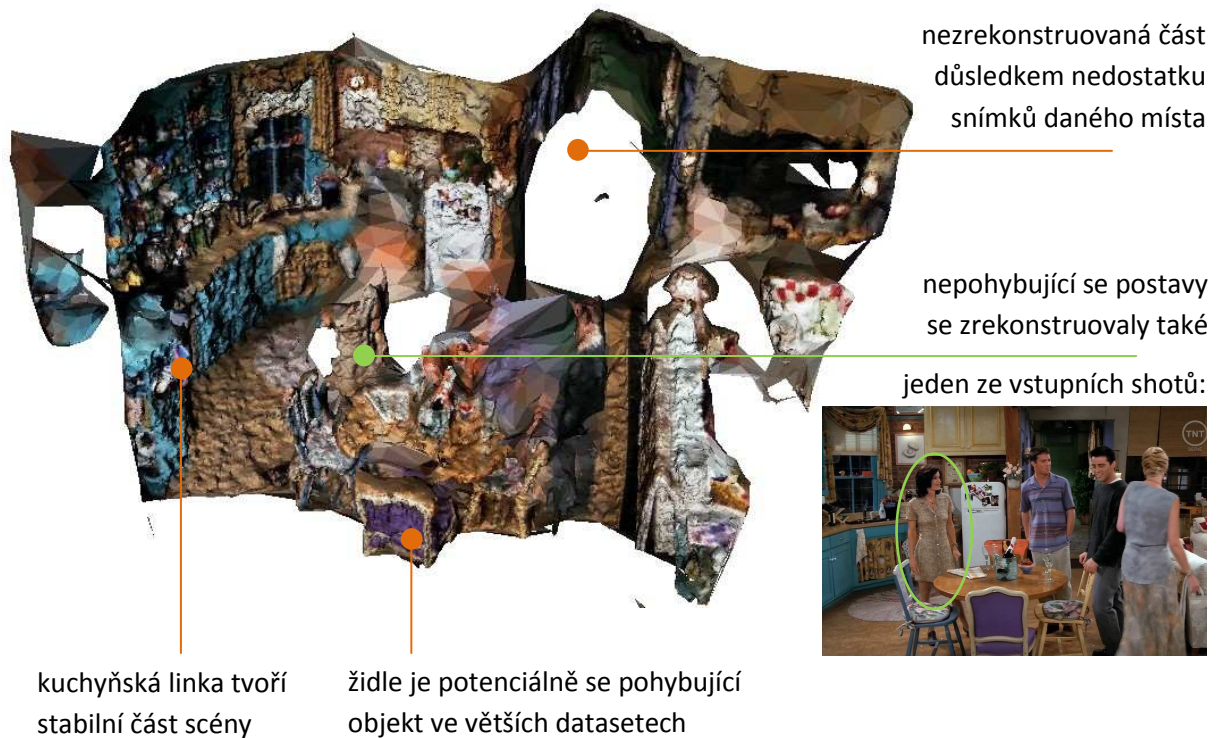 nezrekonstruovaná část
důsledkem nedostatku
snímků daného místa
nepohybující se postavy
se zrekonstruovaly také
jeden ze vstupních shotů:
TNT
kuchyňská linka tvoří
stabilní část scény
židle je potenciálně se pohybující
objekt ve větších datasetech